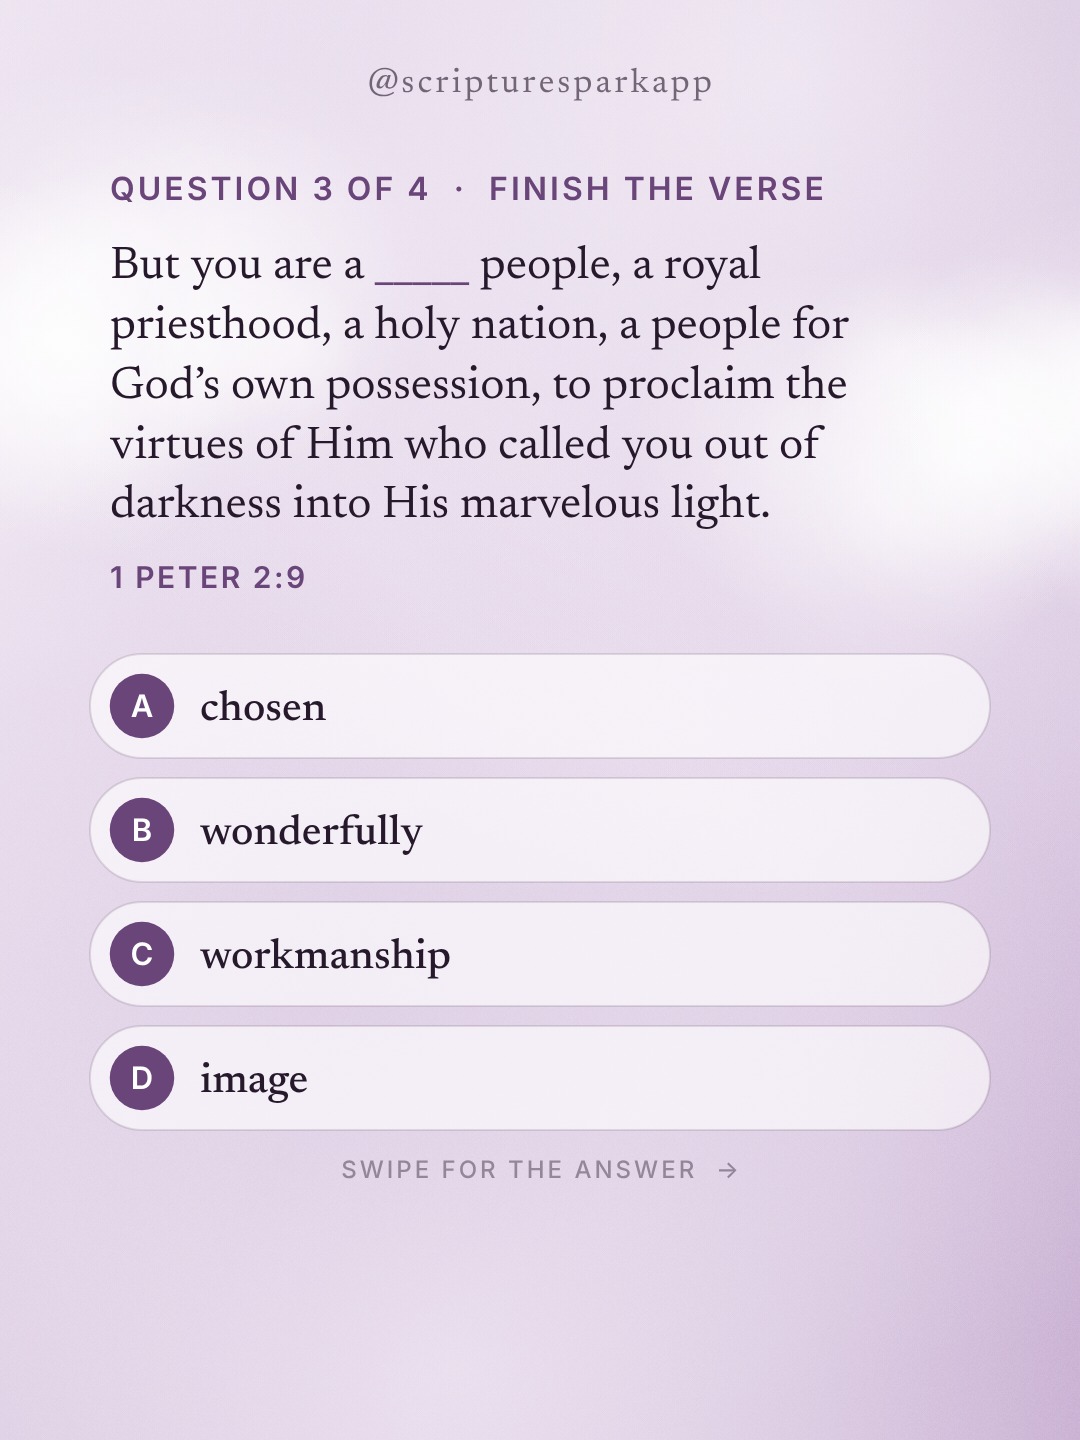 @scripturesparkapp
QUESTION 3 OF 4 · FINISH THE VERSE
But you are a _____ people, a royal
priesthood, a holy nation, a people for
God’s own possession, to proclaim the
virtues of Him who called you out of
darkness into His marvelous light.
1 PETER 2:9
A chosen
B wonderfully
C workmanship
D image
SWIPE FOR THE ANSWER →